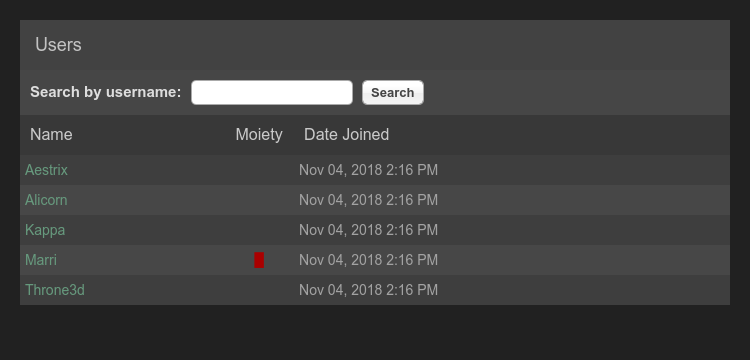 Users
Search by username: Search
Name Moiety Date Joined
Aestrix Nov 04, 2018 2:16 PM
Alicorn Nov 04, 2018 2:16 PM
Kappa Nov 04, 2018 2:16 PM
Marri Nov 04, 2018 2:16 PM
Throne3d Nov 04, 2018 2:16 PM